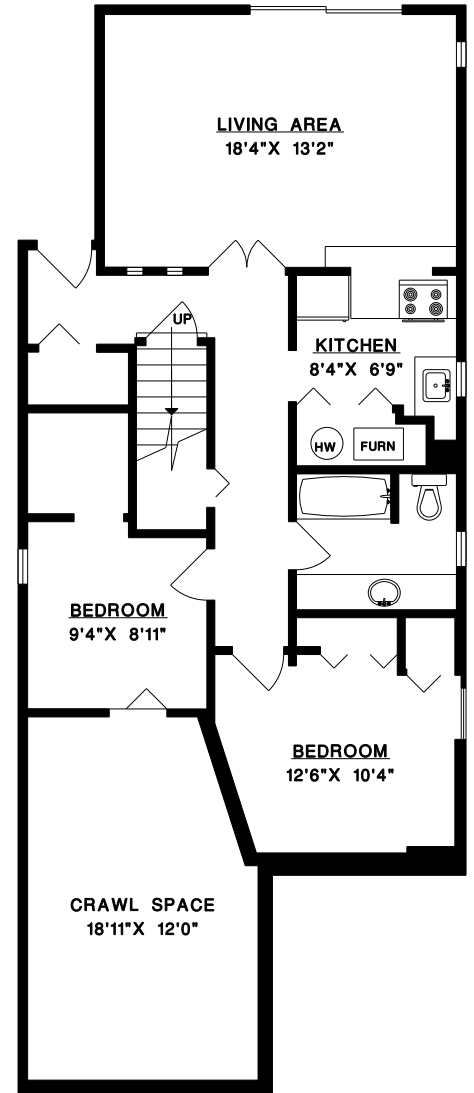 LIVING AREA
18'4"X 13'2"
UP
KITCHEN
8'4"X 6'9"
HW
FURN
BEDROOM
9'4"X 8'11"
BEDROOM
12'6"X 10'4"
CRAWL SPACE
18'11"X 12'0"